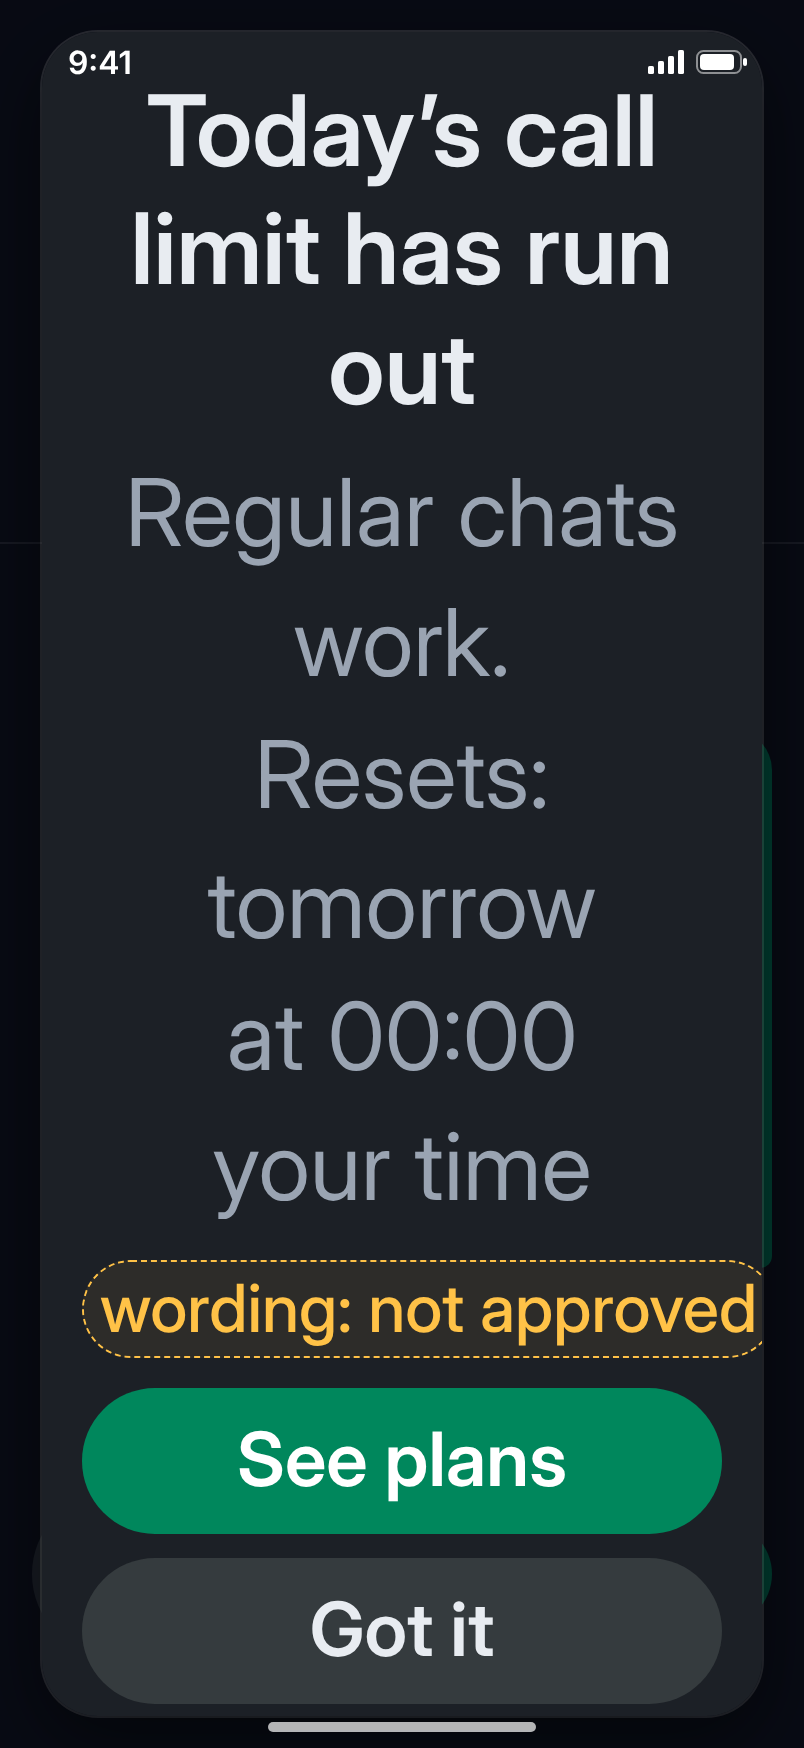 9:41
Today’s call
limit has run
out
Regular chats
work.
Resets:
tomorrow
at 00:00
your time
wording: not approved
See plans
Got it